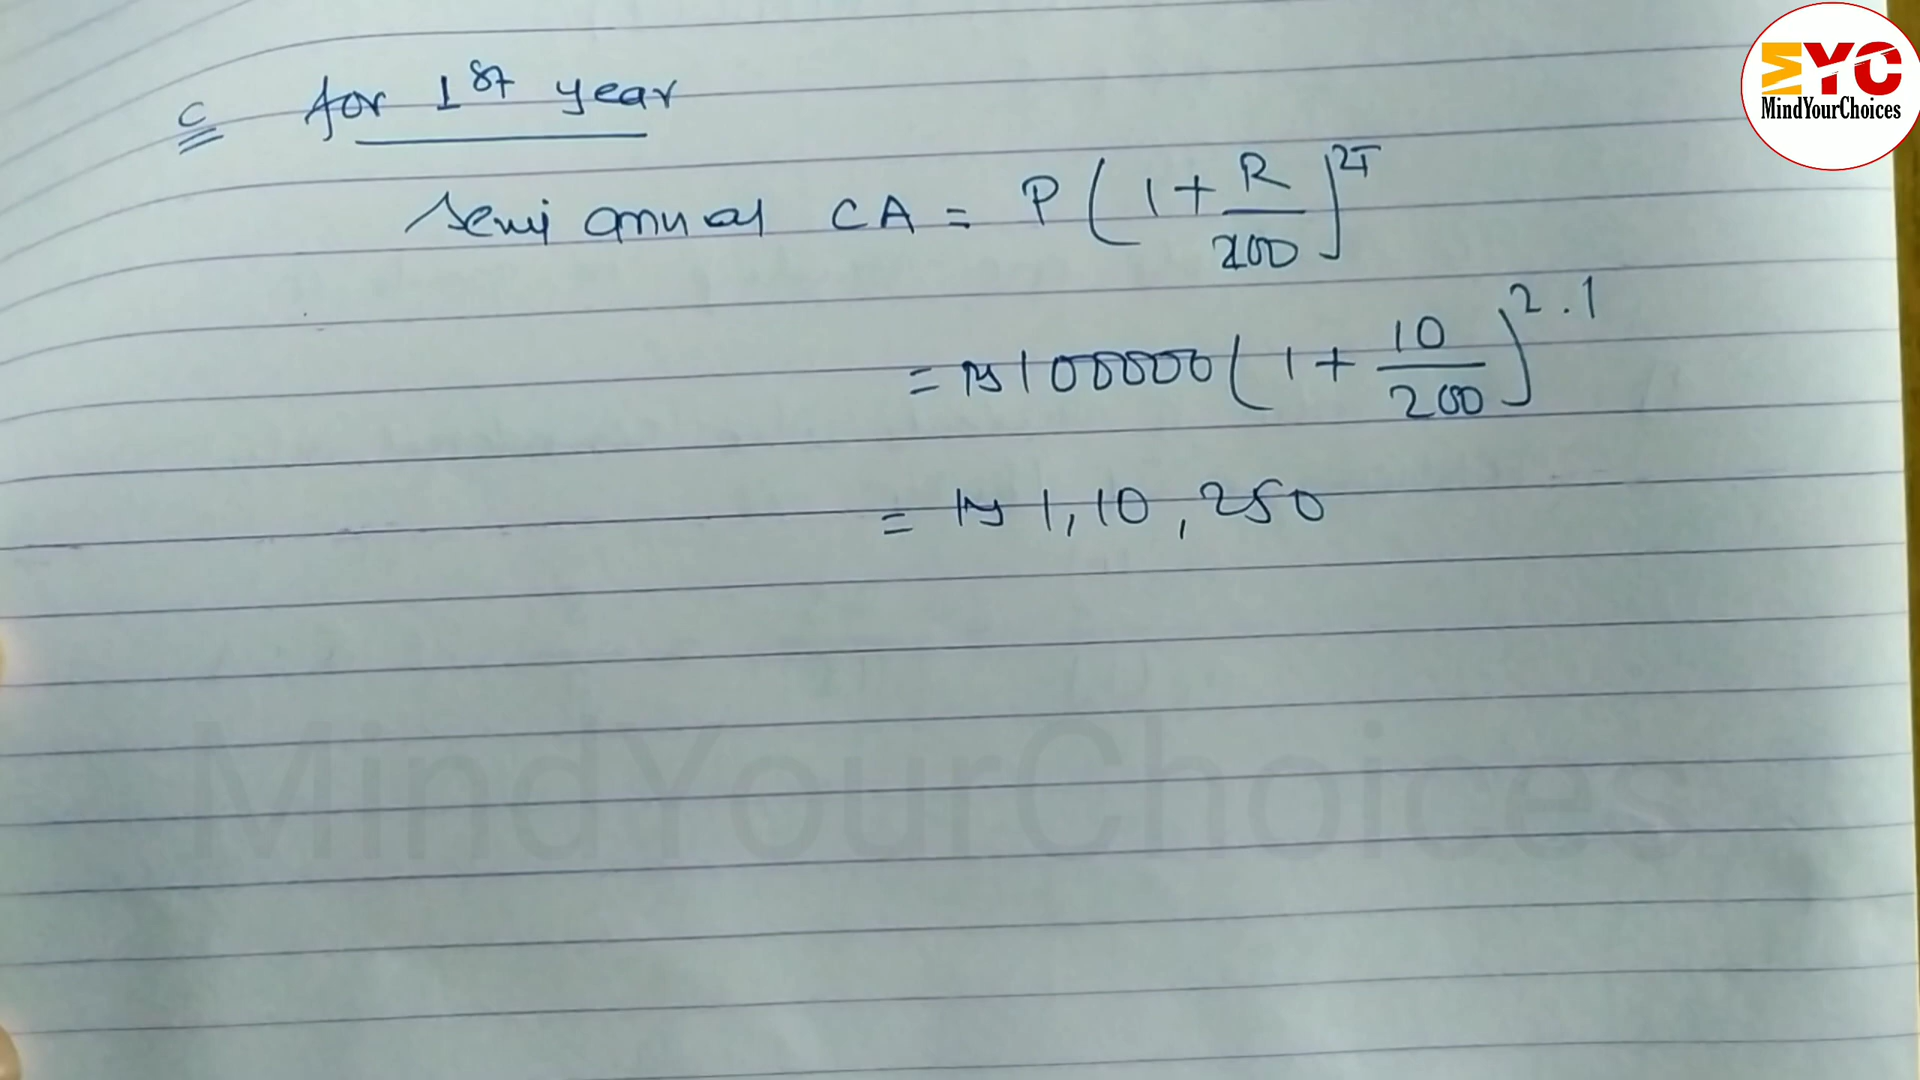 MYC
MindYourChoices
c for 1st year
Semi annual CA = P(1+R/200)^2T
= Rs 100000(1+10/200)^2.1
= Rs 1,10,250
MindYourChoices